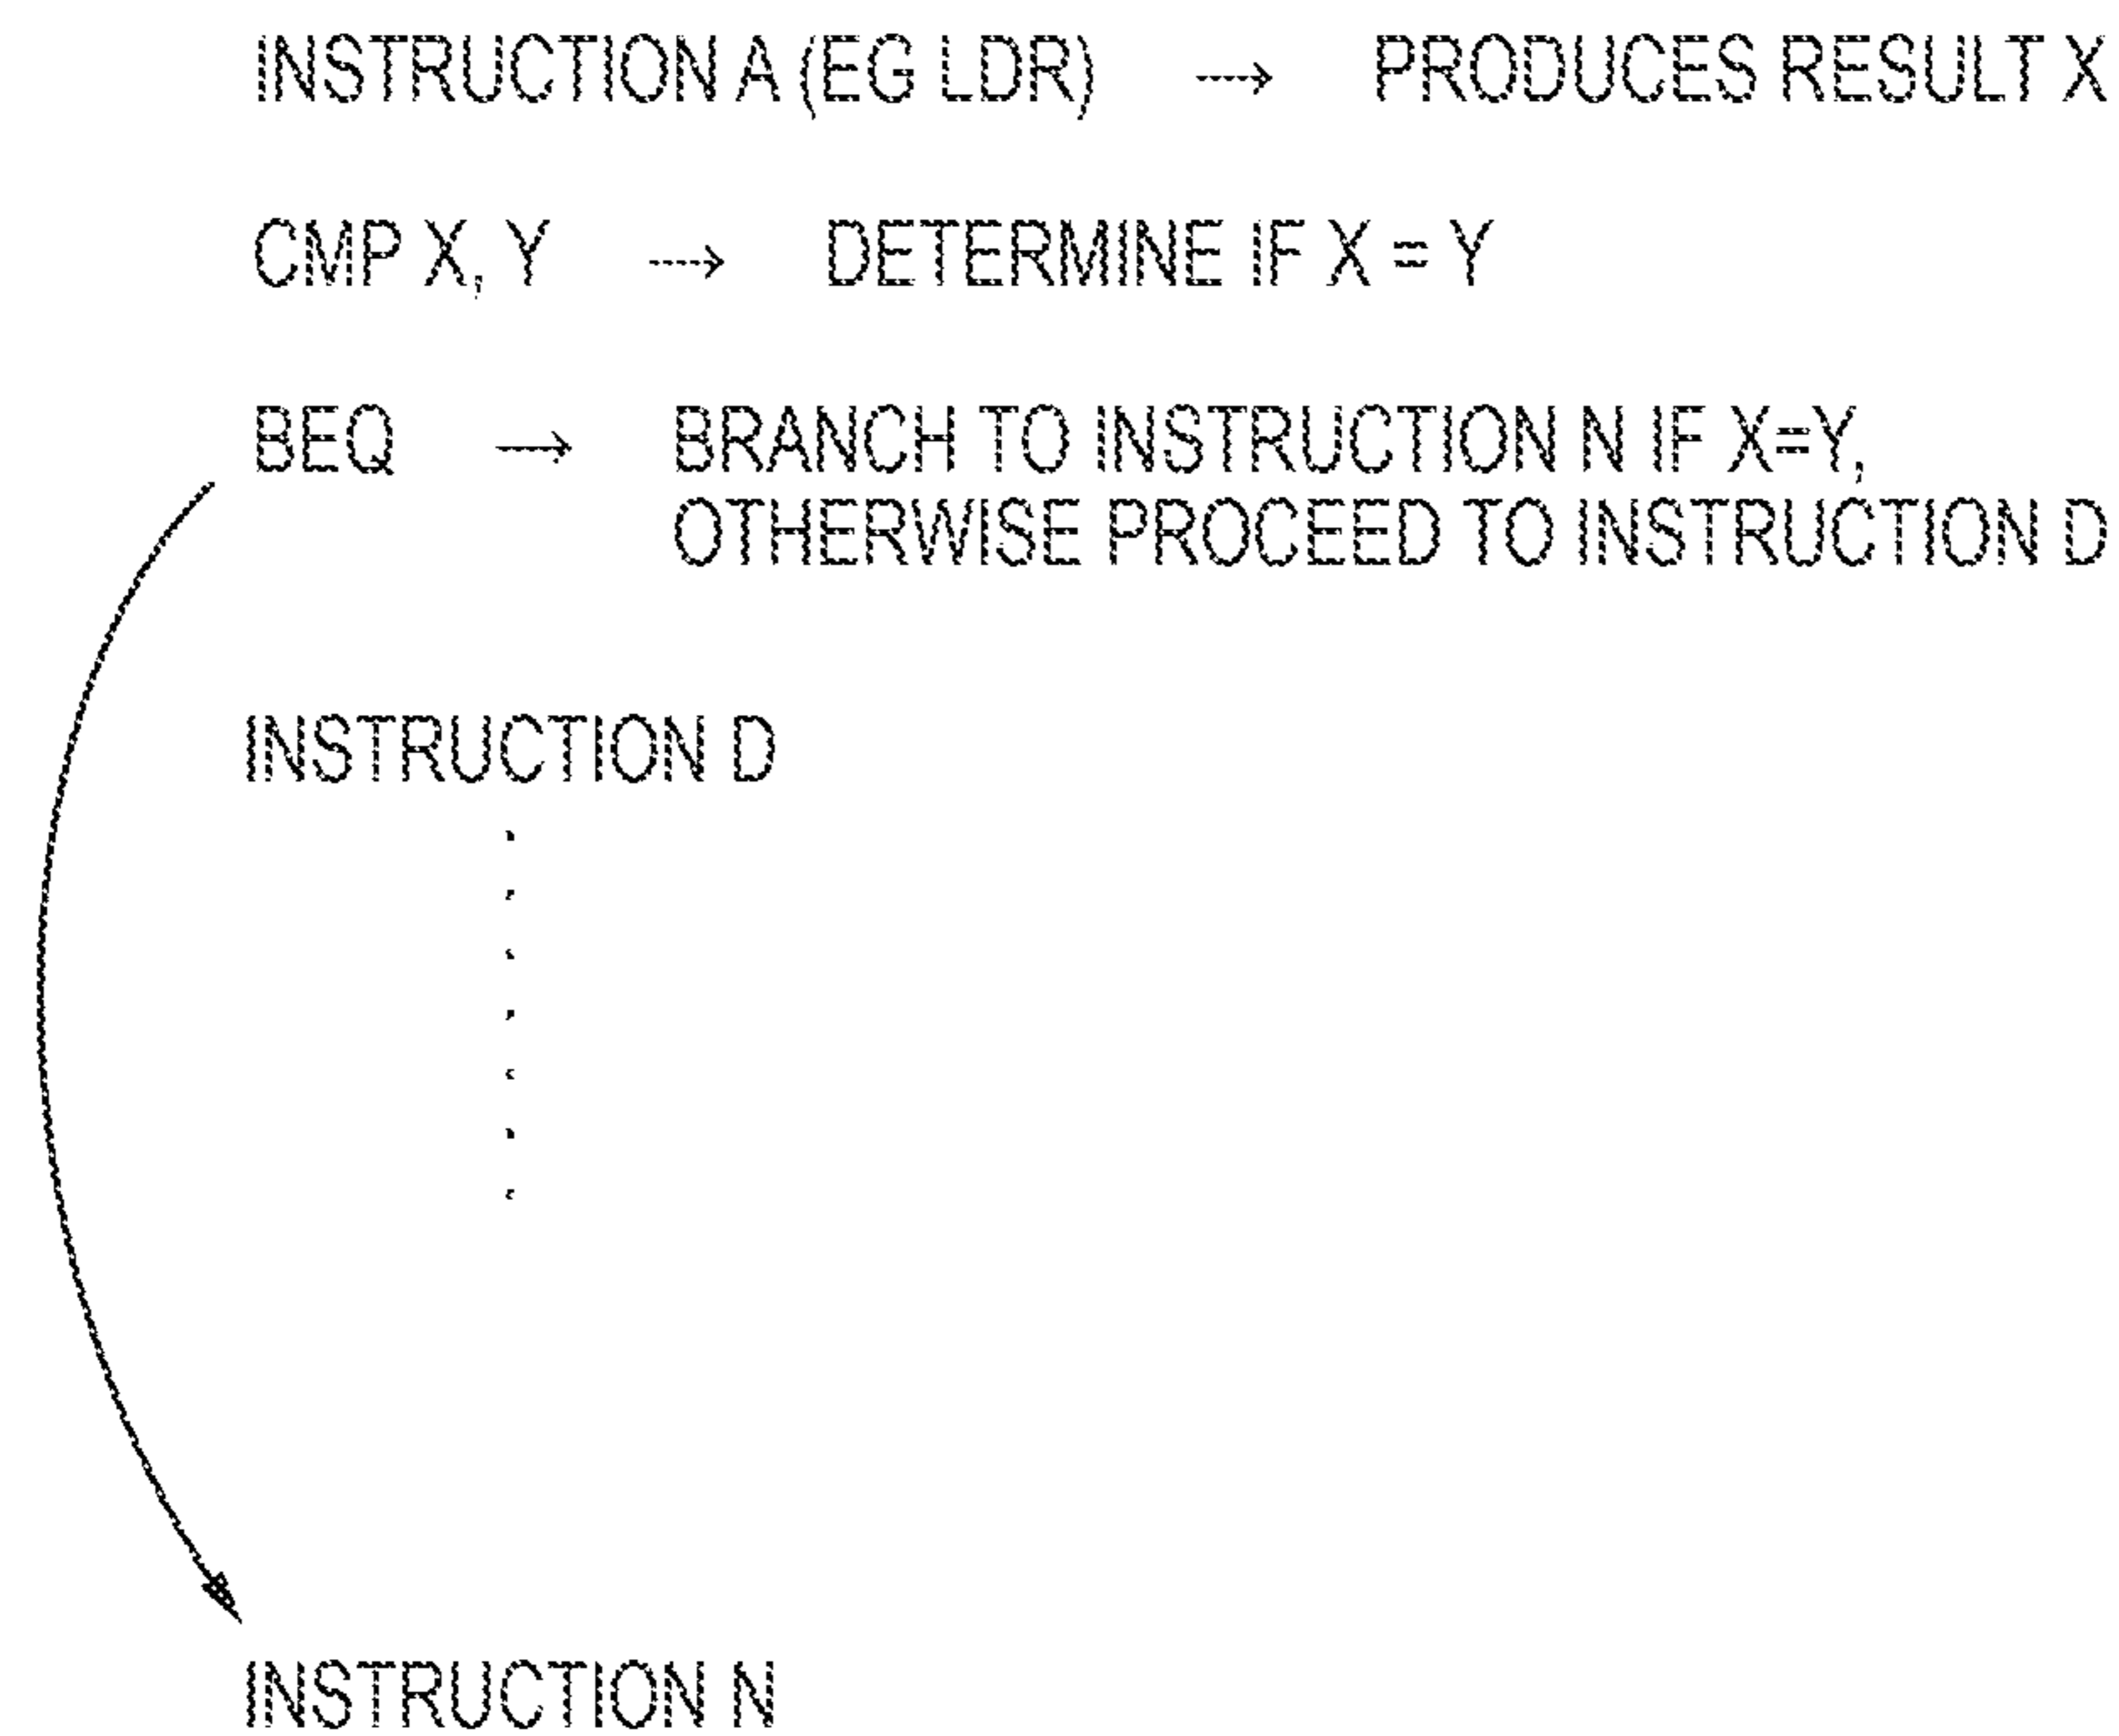 INSTRUCTION A (EG LDR) → PRODUCES RESULT X
CMP X, Y → DETERMINE IF X = Y
BEQ → BRANCH TO INSTRUCTION N IF X=Y,
OTHERWISE PROCEED TO INSTRUCTION D
INSTRUCTION D
INSTRUCTION N